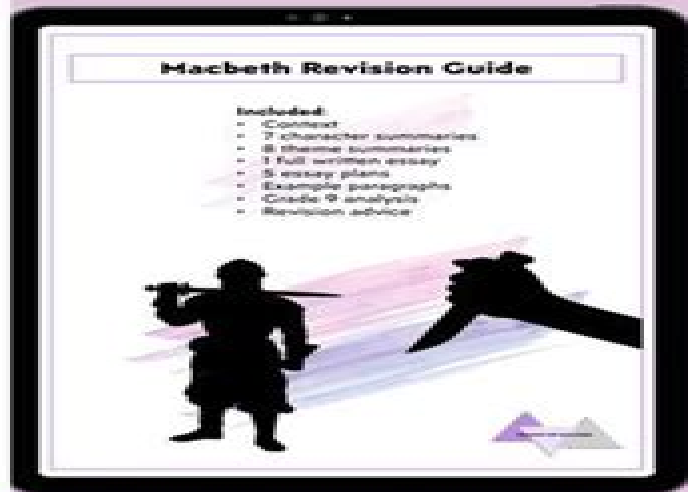 Macbeth Revision Guide
Included:
• Context
• 7 character summaries
• 8 theme summaries
• 1 full written essay
• 5 essay plans
• Example paragraphs
• Grade 9 analysis
• Revision advice